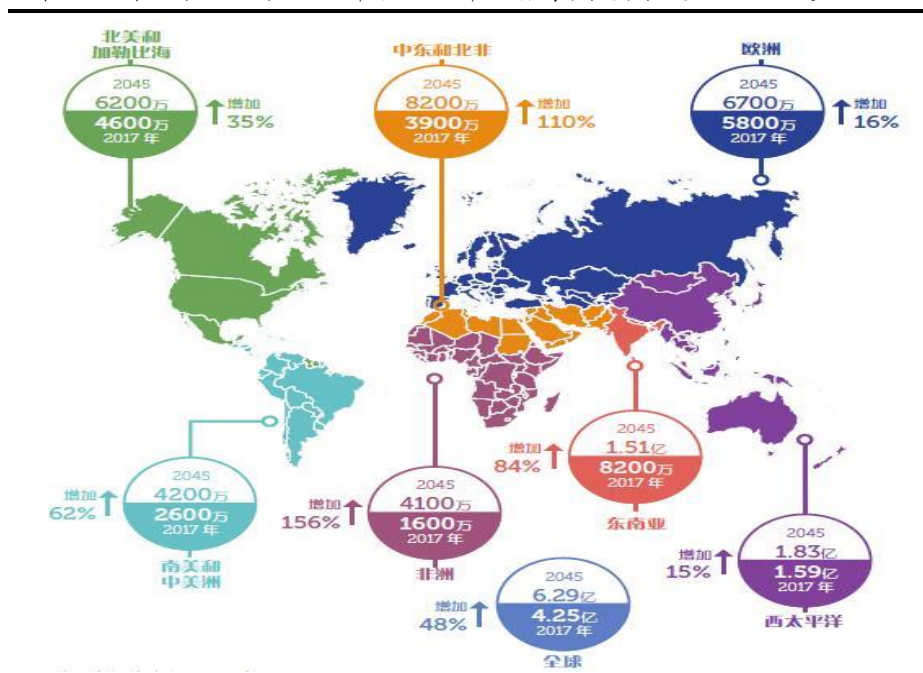 北美和
加勒比海
2045
6200万
4600万
2017 年
增加
35%
中东和北非
2045
8200万
3900万
2017 年
增加
110%
欧洲
2045
6700万
5800万
2017 年
增加
16%
增加
62%
2045
4200万
2600万
2017 年
南美和
中美洲
增加
156%
2045
4100万
1600万
2017 年
非洲
增加
84%
2045
1.51亿
8200万
2017 年
东南亚
增加
15%
2045
1.83亿
1.59亿
2017 年
西太平洋
增加
48%
2045
6.29亿
4.25亿
2017 年
全球